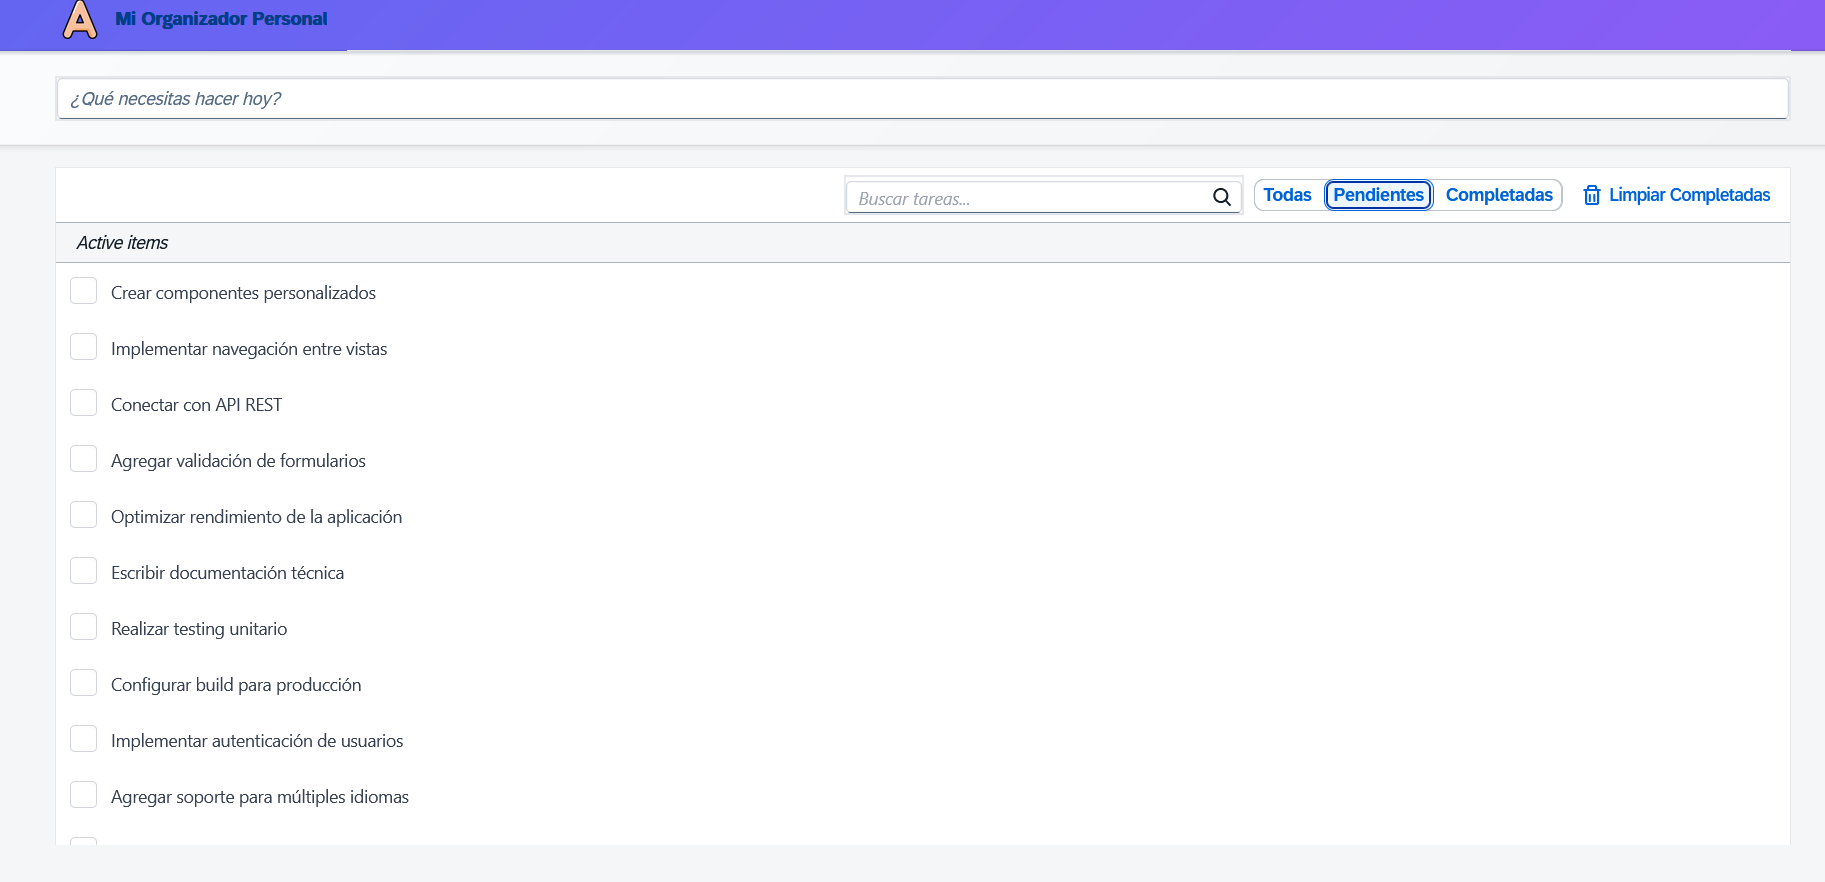 Mi Organizador Personal
¿Qué necesitas hacer hoy?
Buscar tareas... Todas Pendientes Completadas Limpiar Completadas
Active items
Crear componentes personalizados
Implementar navegación entre vistas
Conectar con API REST
Agregar validación de formularios
Optimizar rendimiento de la aplicación
Escribir documentación técnica
Realizar testing unitario
Configurar build para producción
Implementar autenticación de usuarios
Agregar soporte para múltiples idiomas